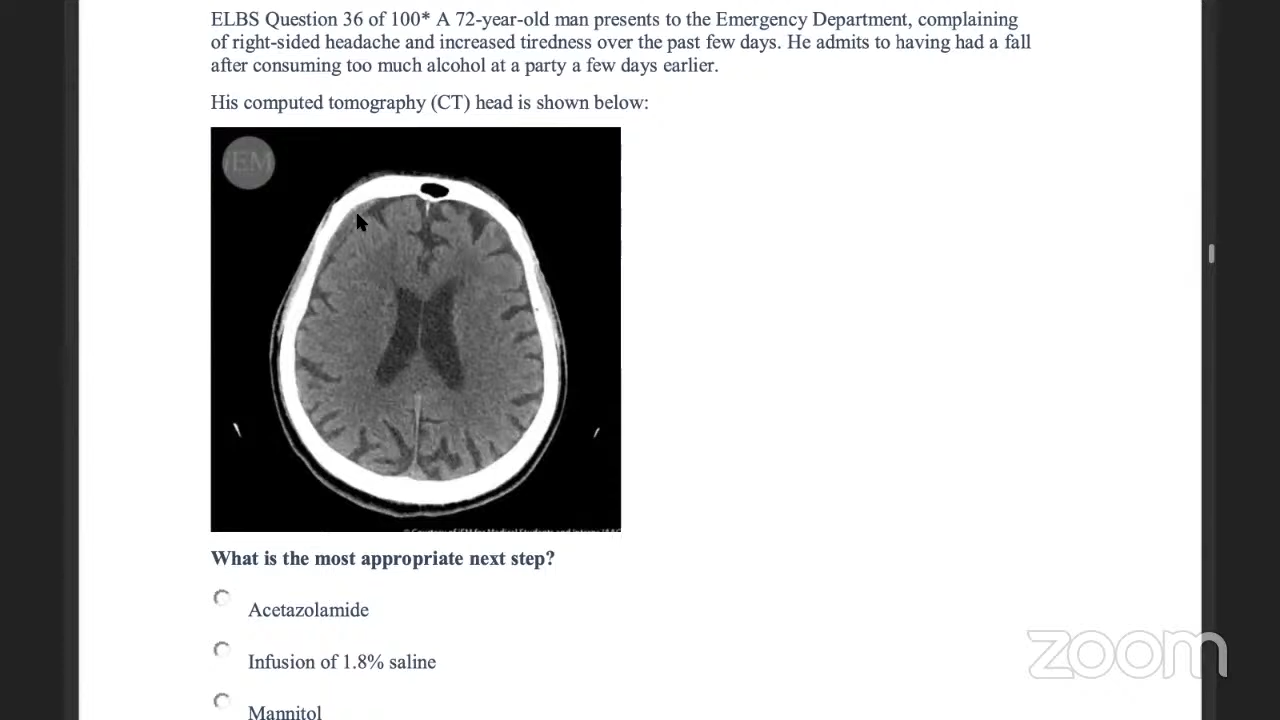 ELBS Question 36 of 100* A 72-year-old man presents to the Emergency Department, complaining
of right-sided headache and increased tiredness over the past few days. He admits to having had a fall
after consuming too much alcohol at a party a few days earlier.
His computed tomography (CT) head is shown below:
iEM
What is the most appropriate next step?
Acetazolamide
Infusion of 1.8% saline
Mannitol
zoom